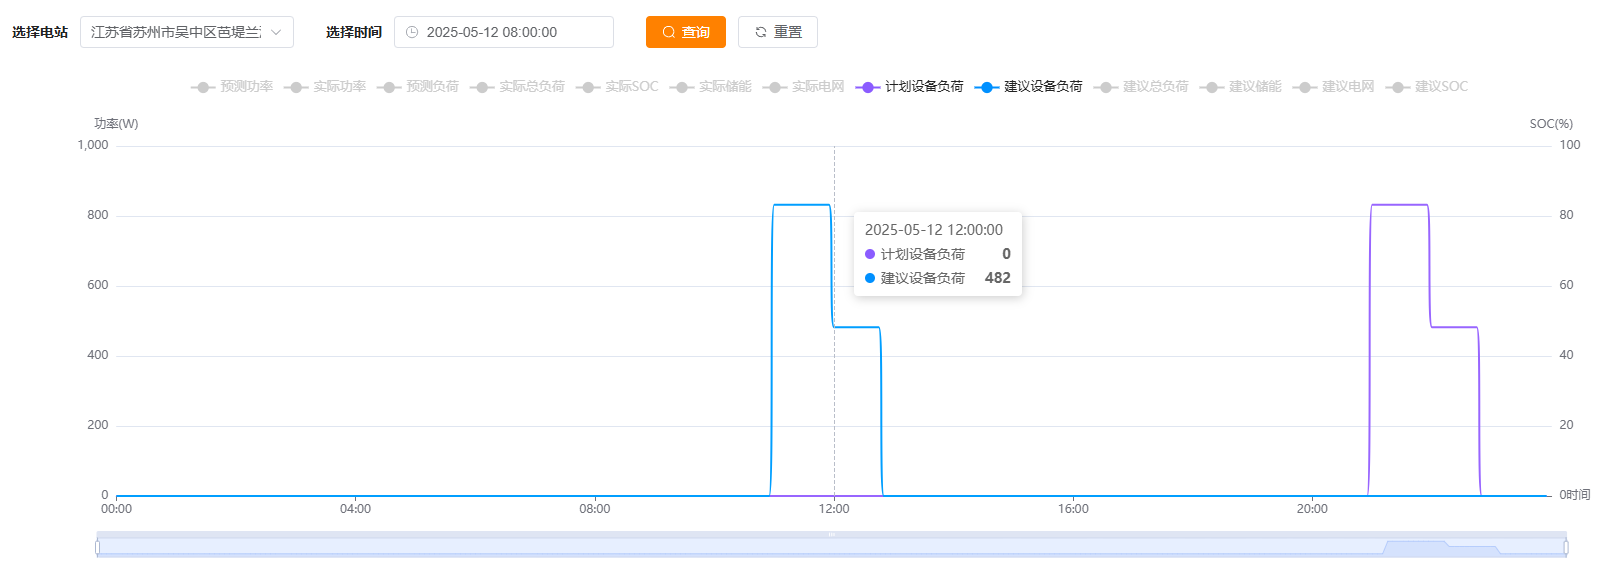 选择电站 江苏省苏州市吴中区芭堤兰 选择时间 2025-05-12 08:00:00 查询 重置
预测功率 实际功率 预测负荷 实际总负荷 实际SOC 实际储能 实际电网 计划设备负荷 建议设备负荷 建议总负荷 建议储能 建议电网 建议SOC
功率(W) SOC(%)
1,000 100
800 80
2025-05-12 12:00:00
计划设备负荷 0
建议设备负荷 482
600 60
400 40
200 20
0 0时间
00:00 04:00 08:00 12:00 16:00 20:00